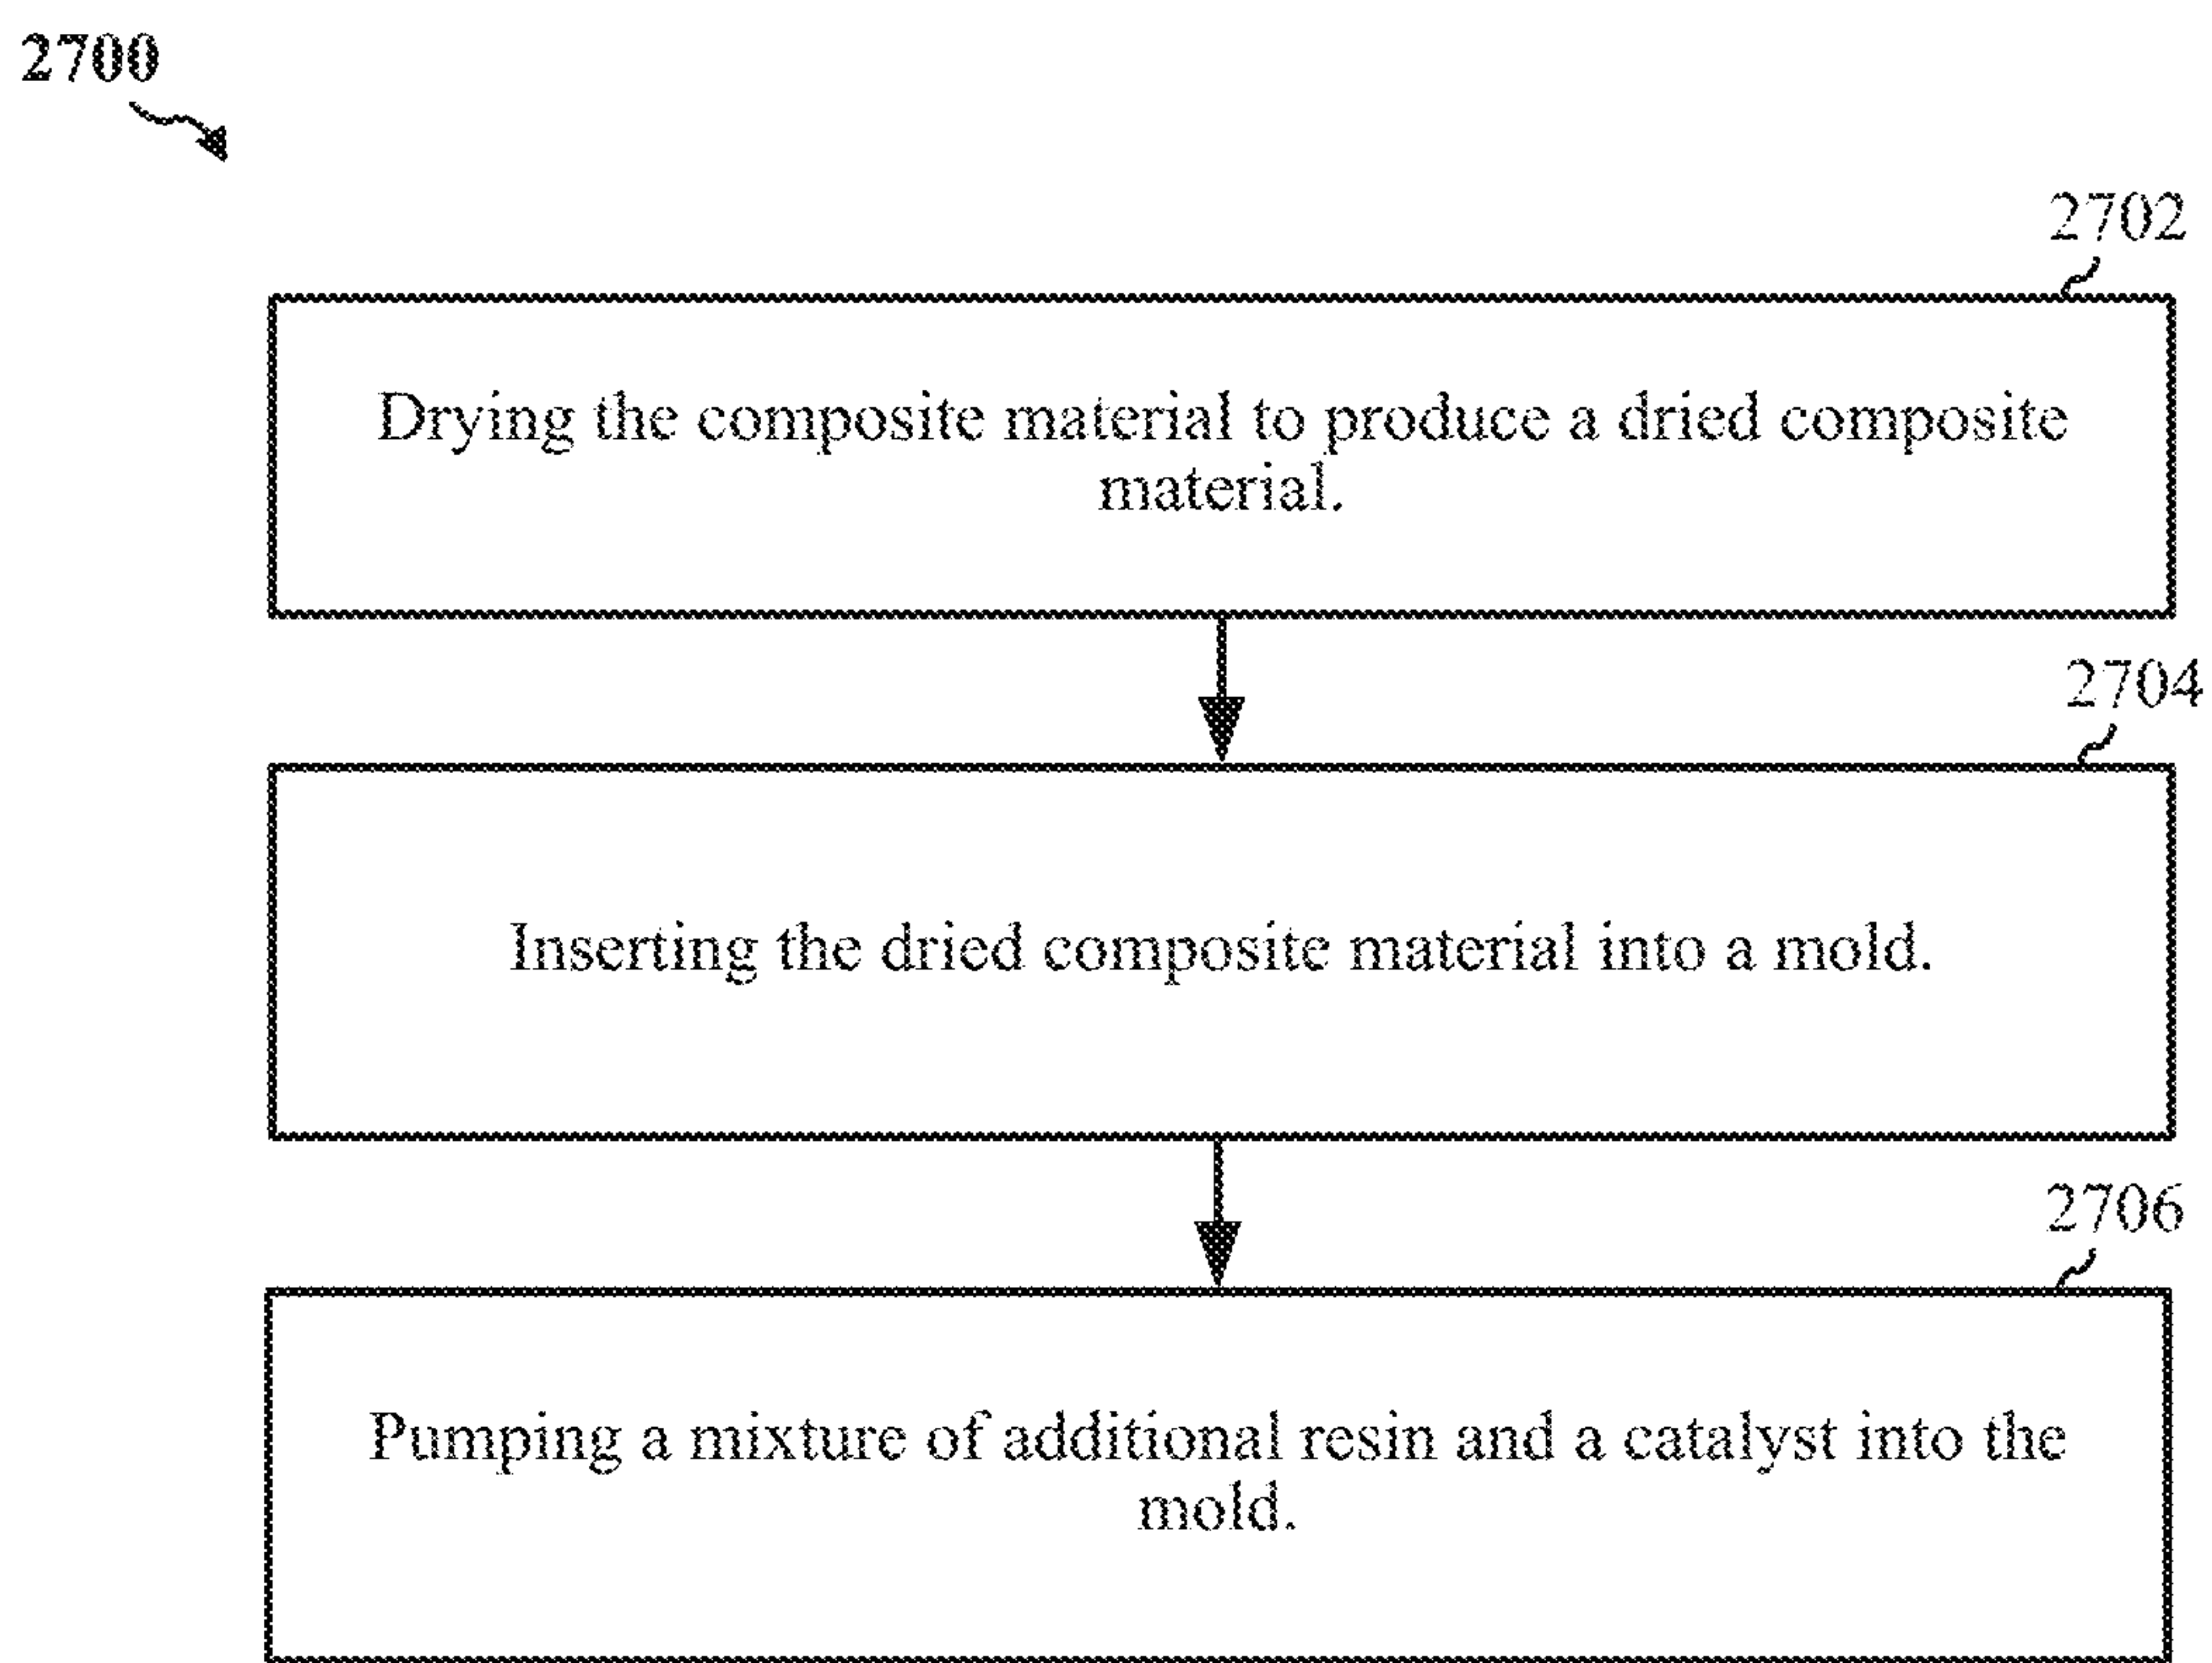 2700
2702
Drying the composite material to produce a dried composite
material.
2704
Inserting the dried composite material into a mold.
2706
Pumping a mixture of additional resin and a catalyst into the
mold.